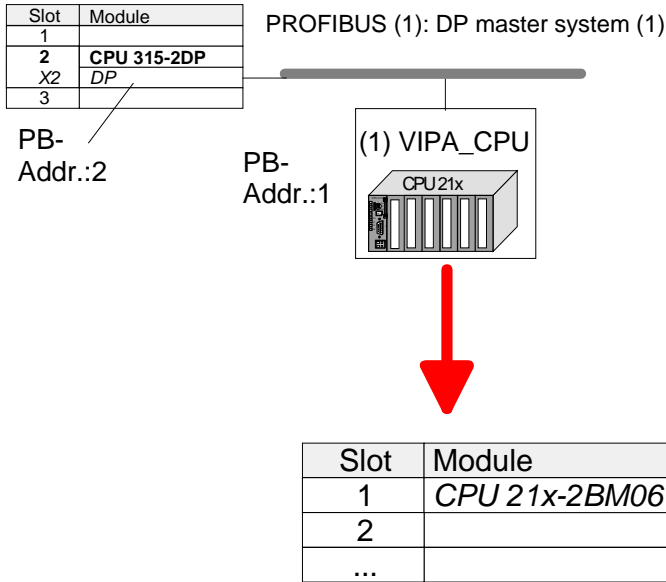 Slot Module
1
2 CPU 315-2DP
X2 DP
3
PROFIBUS (1): DP master system (1)
PB-
Addr.:2
PB-
Addr.:1
(1) VIPA_CPU
CPU 21x
Slot Module
1 CPU 21x-2BM06
2
...